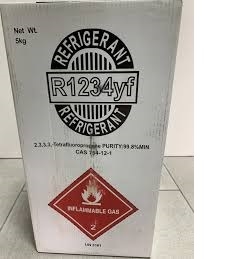 Net Wt.
5kg
REFRIGERANT
R1234yf
REFRIGERANT
2,3,3,3,-Tetrafluoropropene PURITY:99.8%MIN.
CAS 754-12-1
INFLAMMABLE GAS
2